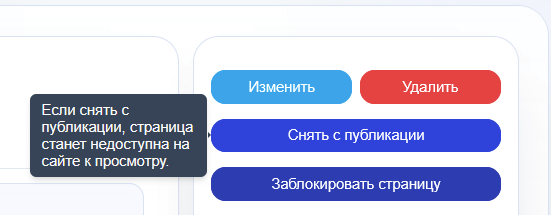 Изменить
Удалить
Если снять с
публикации, страница
станет недоступна на
сайте к просмотру.
Снять с публикации
Заблокировать страницу